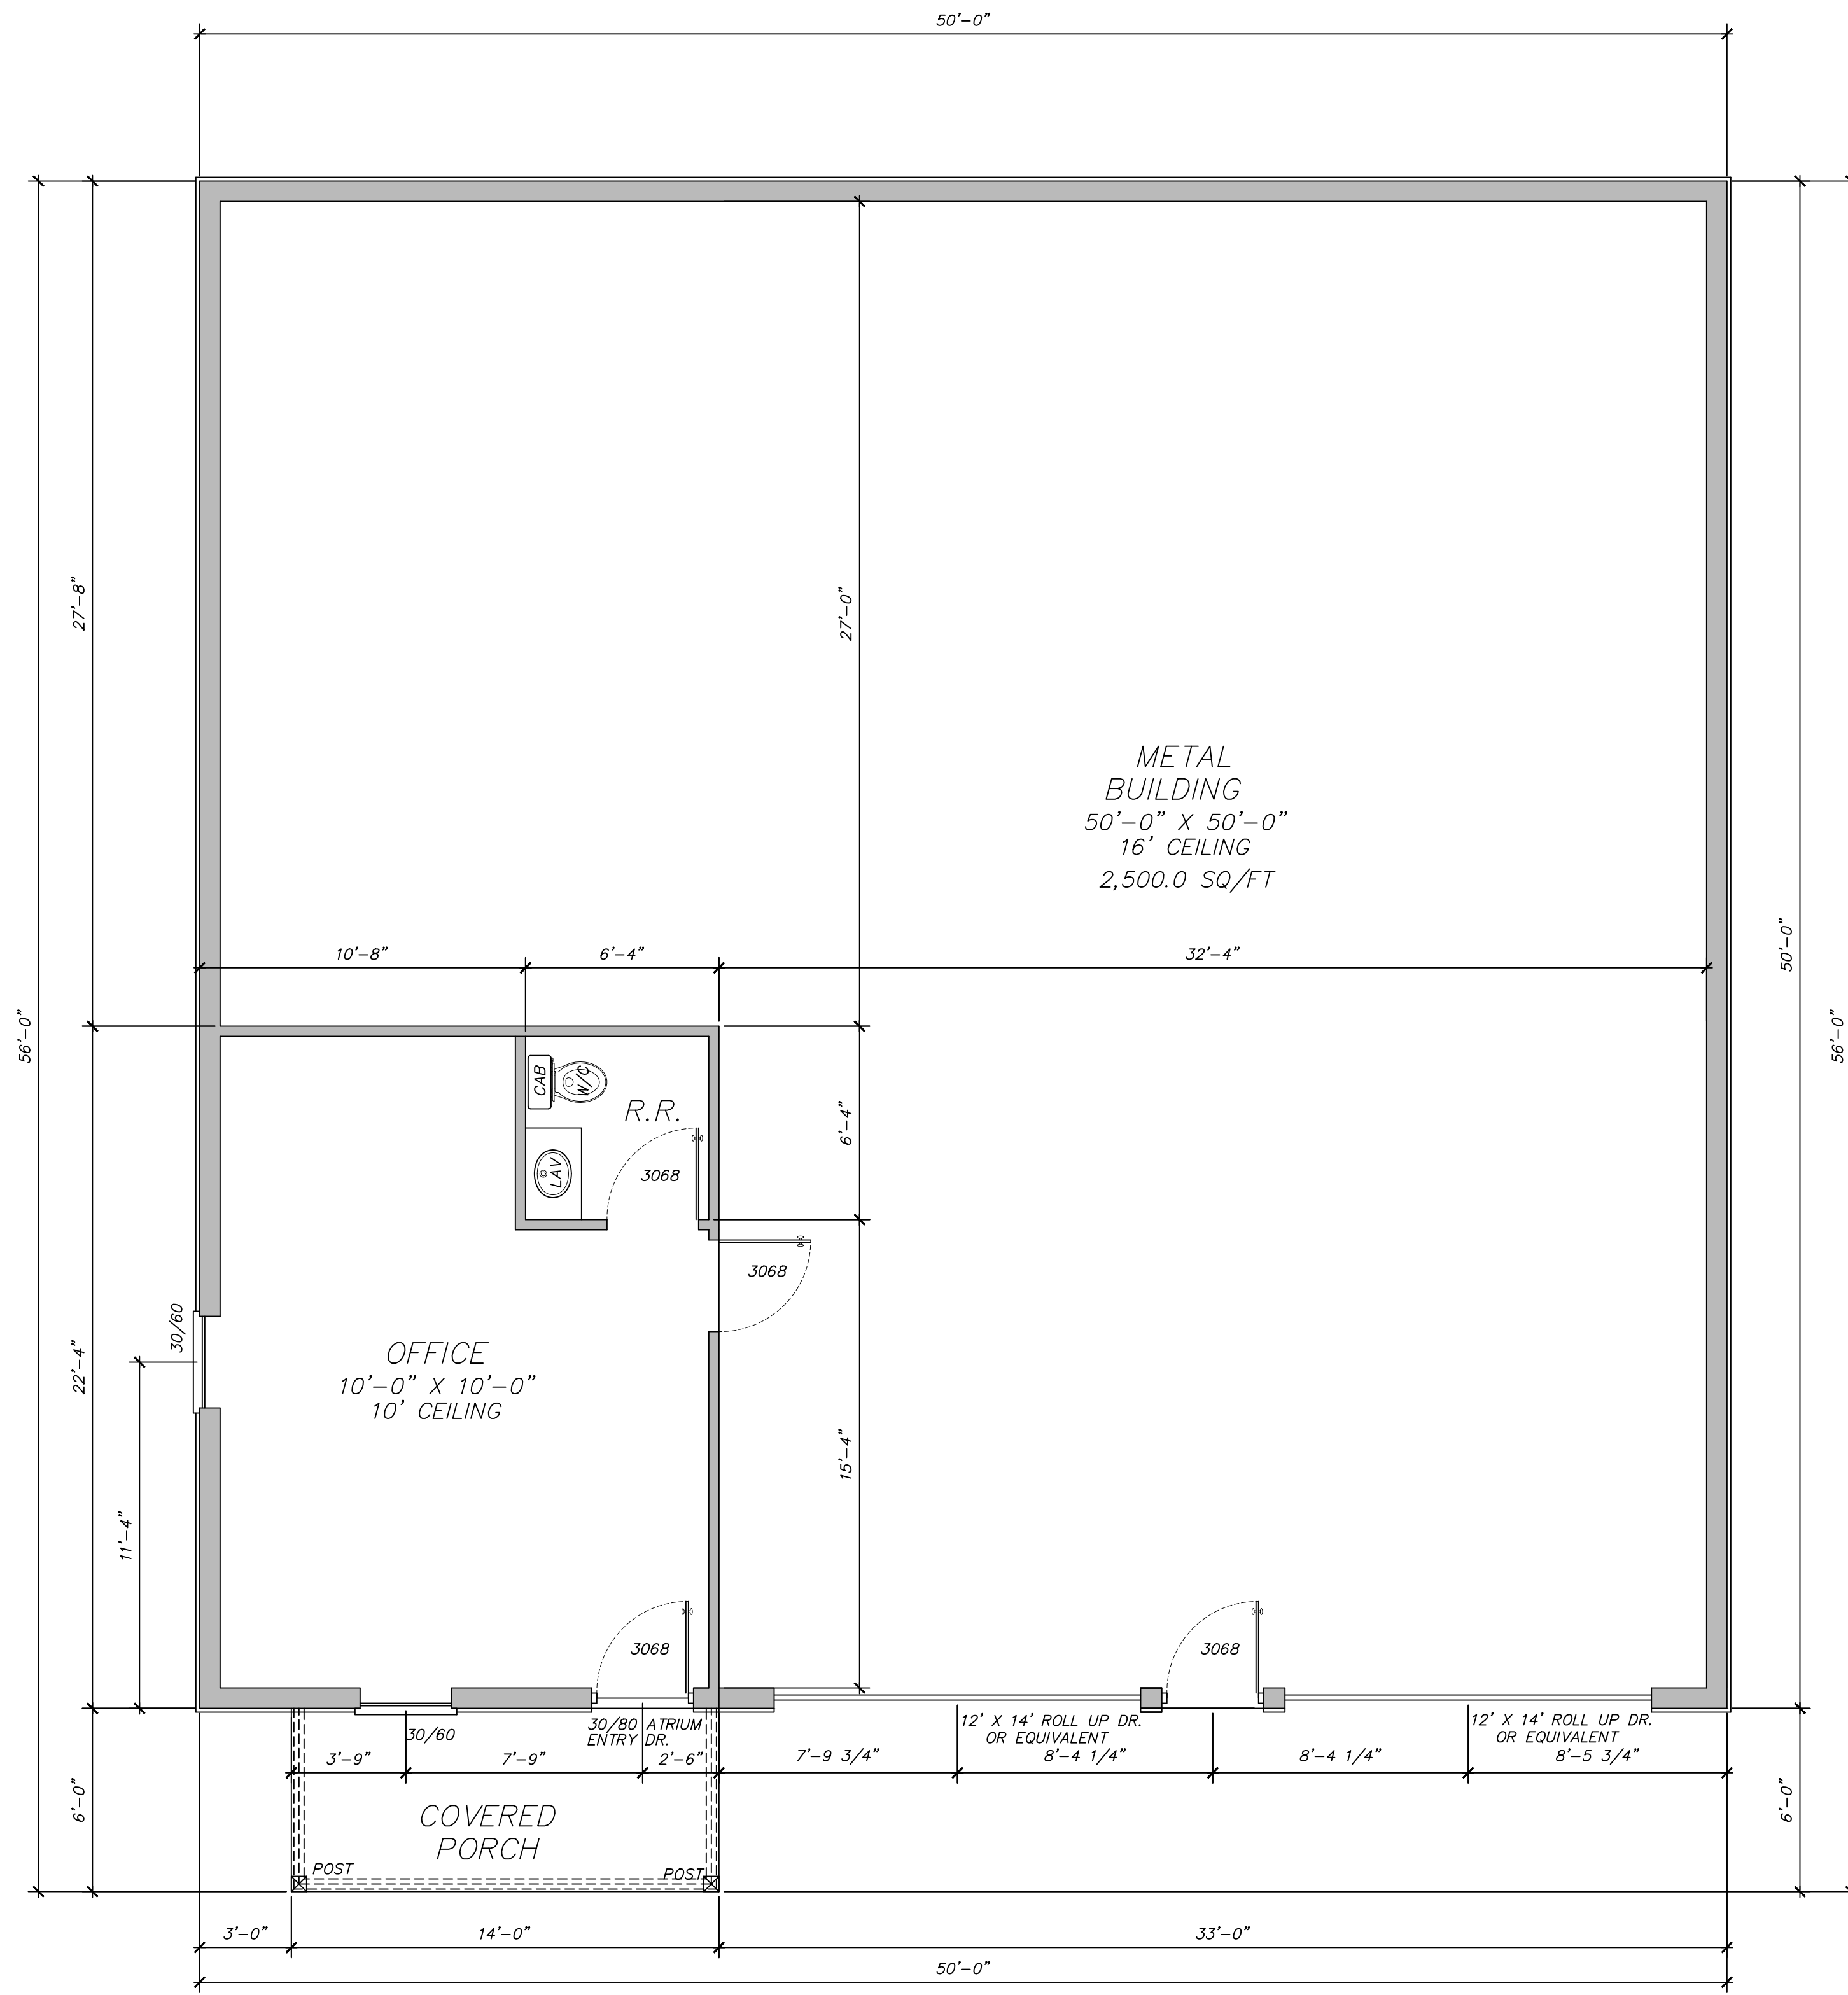 50'-0"
27'-8"
27'-0"
METAL
BUILDING
50'-0" X 50'-0"
16' CEILING
2,500.0 SQ/FT
10'-8"
6'-4"
32'-4"
50'-0"
56'-0"
56'-0"
CAB
W/C
R.R.
6'-4"
LAV
3068
3068
30/60
22'-4"
OFFICE
10'-0" X 10'-0"
10' CEILING
15'-4"
11'-4"
3068
3068
30/60
30/80 ATRIUM
ENTRY DR.
12' X 14' ROLL UP DR.
OR EQUIVALENT
12' X 14' ROLL UP DR.
OR EQUIVALENT
3'-9"
7'-9"
2'-6"
7'-9 3/4"
8'-4 1/4"
8'-4 1/4"
8'-5 3/4"
6'-0"
6'-0"
COVERED
PORCH
POST
POST
3'-0"
14'-0"
33'-0"
50'-0"